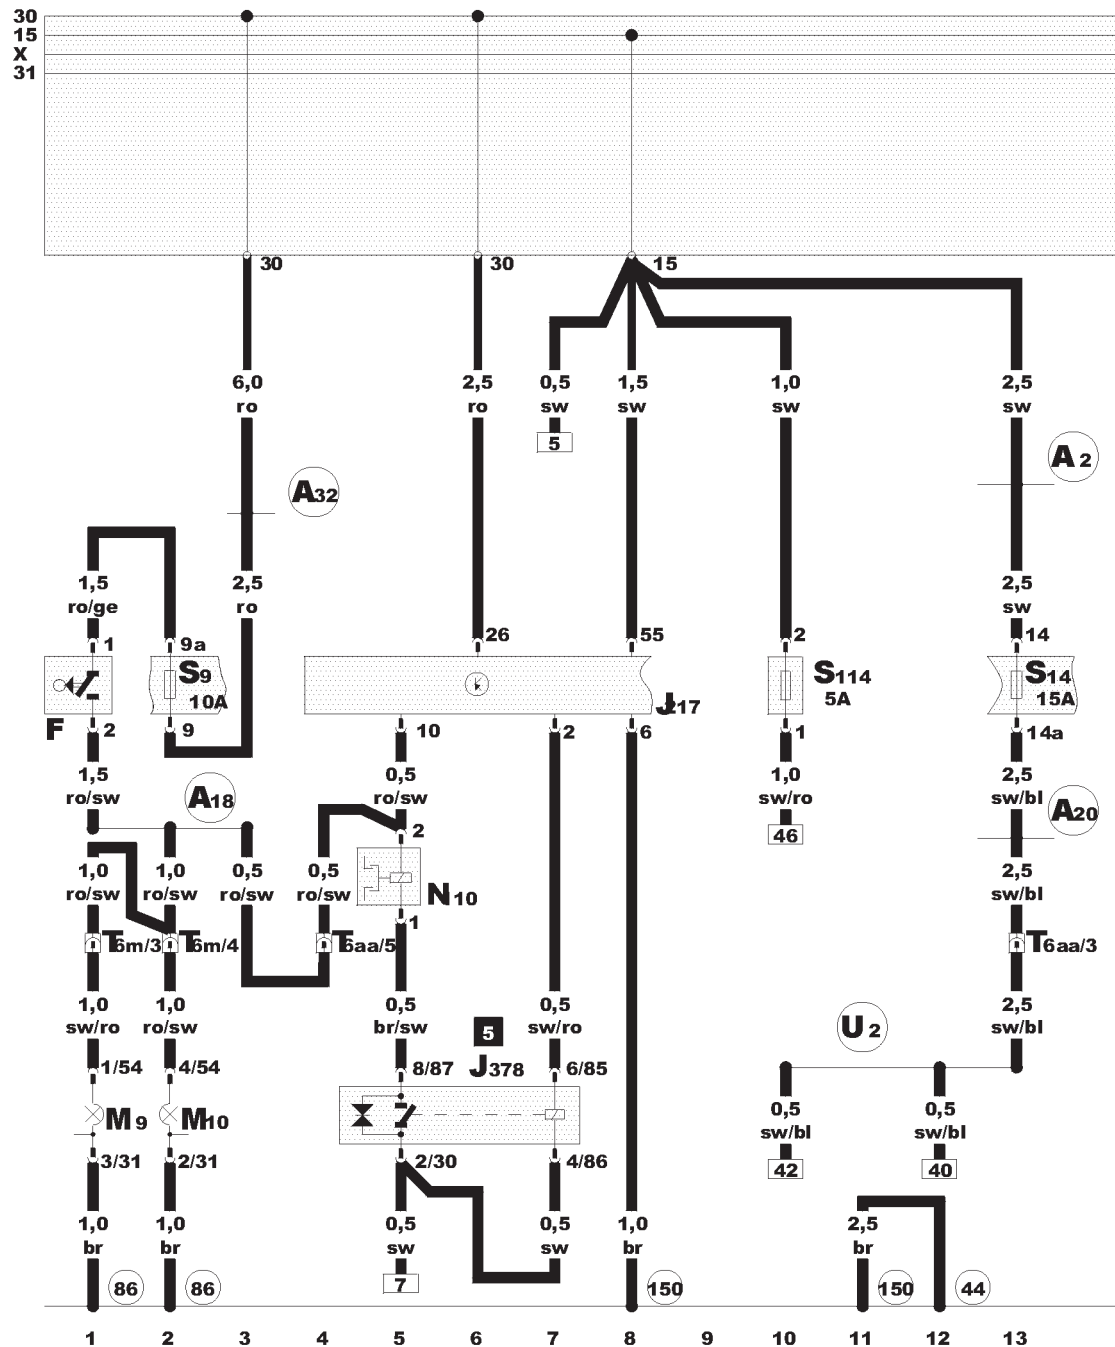 30
15
X
31
30 30 15
6,0 2,5 0,5 1,5 1,0 2,5
ro ro sw sw sw sw
5
A2
A32
1,5 2,5 2,5
ro/ge ro sw
1 9a 26 55 2 14
S9 S114 S14
10A 5A 15A
J217
F 2 9 10 2 6 1 14a
1,5 0,5 1,0 2,5
ro/sw ro/sw sw/ro sw/bl
A18 A20
2 46
1,0 1,0 0,5 0,5 2,5
ro/sw ro/sw ro/sw ro/sw sw/bl
N10
1
T6m/3 T6m/4 T6aa/5 T6aa/3
1,0 1,0 0,5 0,5 2,5
sw/ro ro/sw br/sw sw/ro sw/bl
5 U2
J378
1/54 4/54 8/87 6/85
M9 M10
0,5 0,5
sw/bl sw/bl
3/31 2/31 2/30 4/86
42 40
1,0 1,0 0,5 0,5 1,0 2,5
br br sw sw br br
86 86 7 150 150 44
1 2 3 4 5 6 7 8 9 10 11 12 13